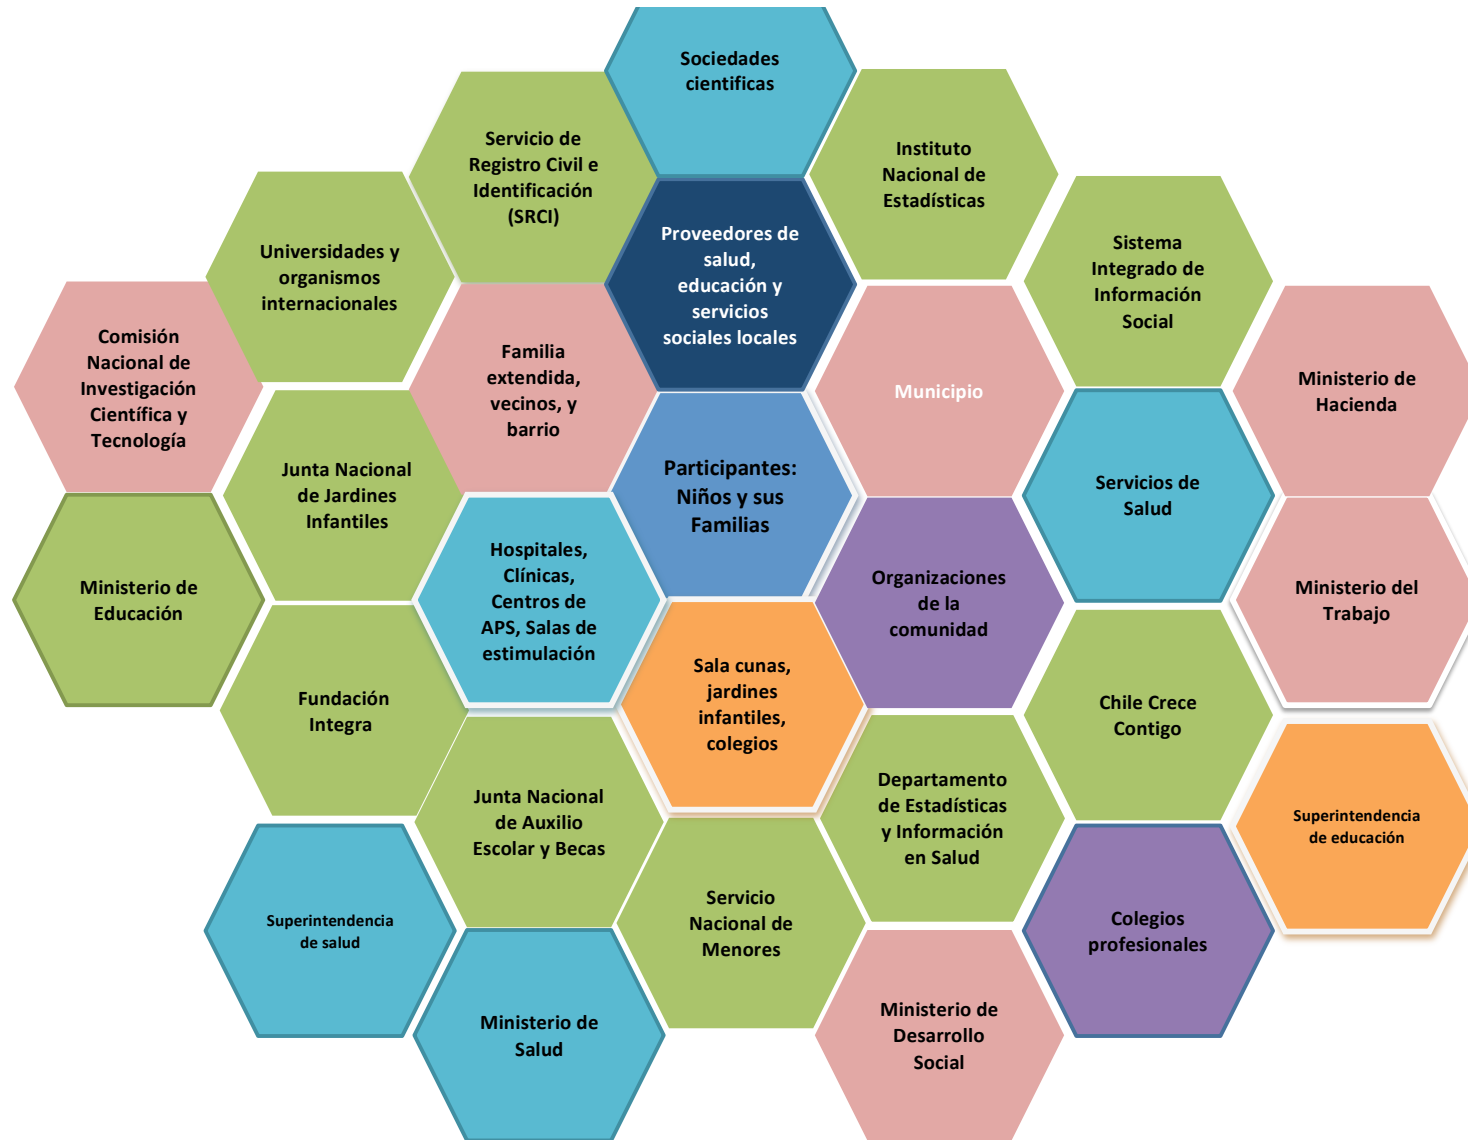 Sociedades
cientificas
Servicio de
Registro Civil e
Identificación
(SRCI)
Instituto
Nacional de
Estadísticas
Universidades y
organismos
internacionales
Proveedores de
salud,
educación y
servicios
sociales locales
Sistema
Integrado de
Información
Social
Comisión
Nacional de
Investigación
Científica y
Tecnología
Familia
extendida,
vecinos, y
barrio
Municipio
Ministerio de
Hacienda
Junta Nacional
de Jardines
Infantiles
Participantes:
Niños y sus
Familias
Servicios de
Salud
Ministerio de
Educación
Hospitales,
Clínicas,
Centros de
APS, Salas de
estimulación
Organizaciones
de la
comunidad
Ministerio del
Trabajo
Fundación
Integra
Sala cunas,
jardines
infantiles,
colegios
Chile Crece
Contigo
Junta Nacional
de Auxilio
Escolar y Becas
Departamento
de Estadísticas
y Información
en Salud
Superintendencia
de educación
Superintendencia
de salud
Servicio
Nacional de
Menores
Colegios
profesionales
Ministerio de
Salud
Ministerio de
Desarrollo
Social